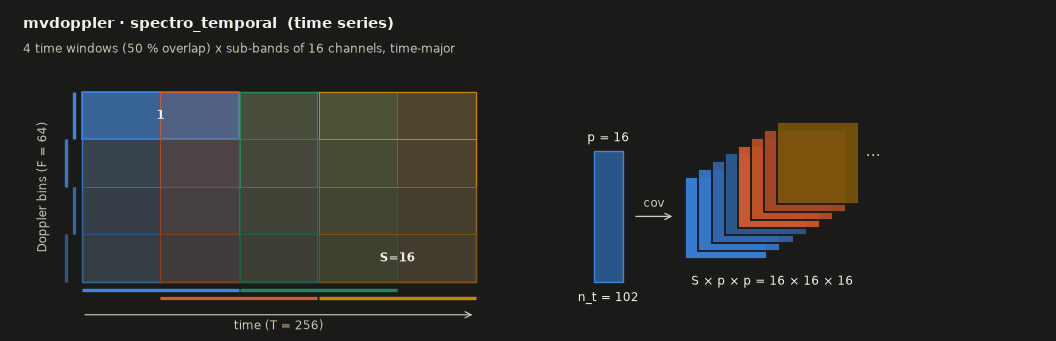 mvdoppler · spectro_temporal (time series)
4 time windows (50 % overlap) x sub-bands of 16 channels, time-major
Doppler bins (F = 64)
1
S=16
time (T = 256)
p = 16
n_t = 102
cov
...
S × p × p = 16 × 16 × 16